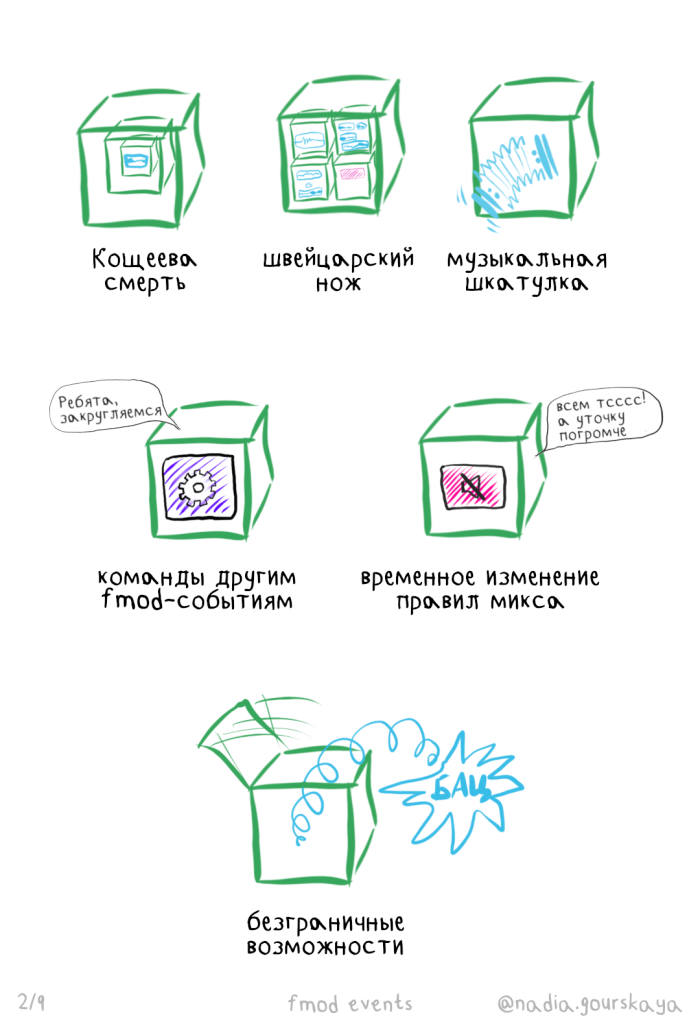 Кощеева
смерть
швейцарский
нож
музыкальная
шкатулка
Ребята,
закругляемся
всем тсссс!
а уточку
погромче
команды другим
fmod-событиям
временное изменение
правил микса
БАЦ
безграничные
возможности
2/9
fmod events
@nadia.gourskaya